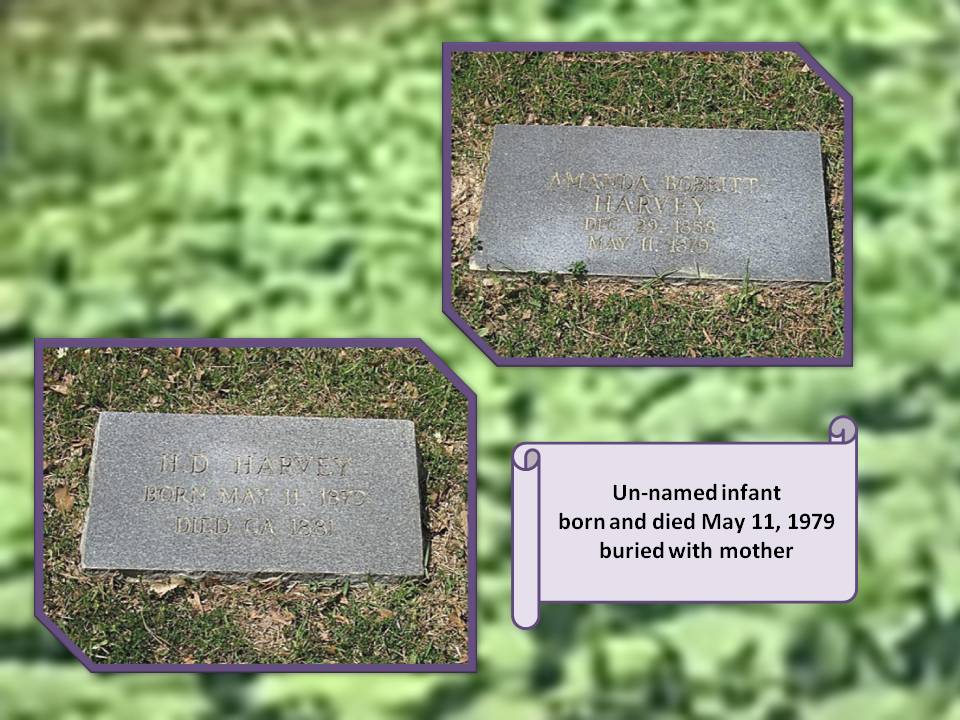 AMANDA BOBBITT
HARVEY
DEC. 29, 1858
MAY 11, 1879
H.D. HARVEY
BORN MAY 11, 1879
DIED CA 1881
Un-named infant
born and died May 11, 1979
buried with mother